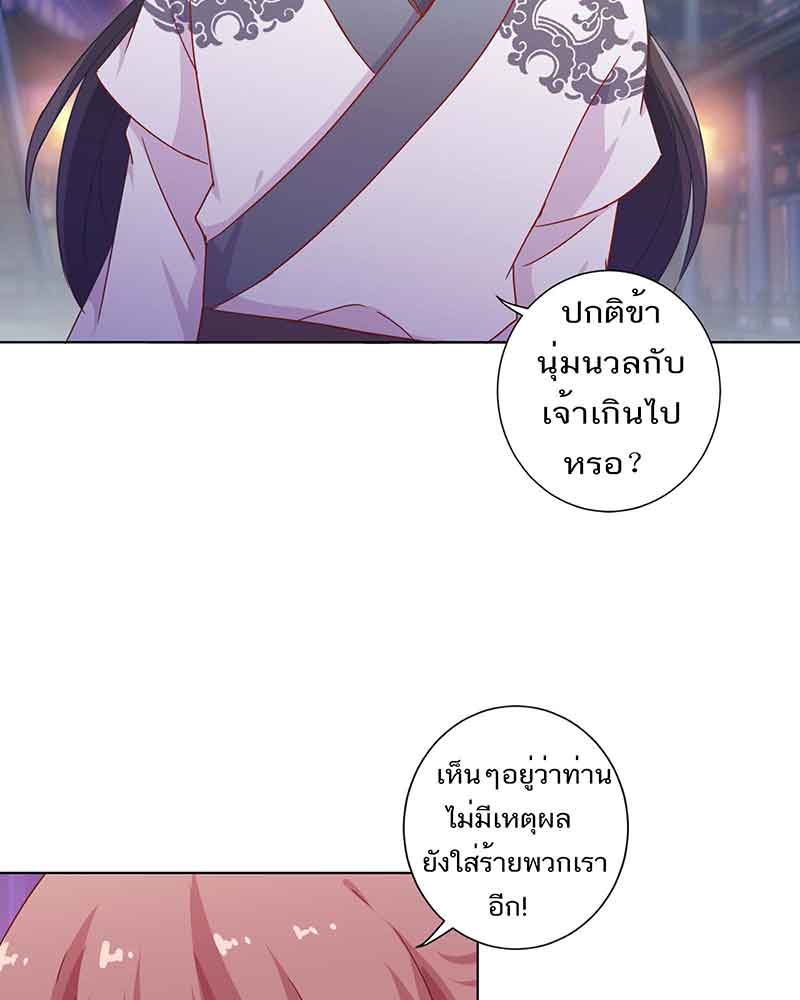 ปกติข้า
นุ่มนวลกับ
เจ้าเกินไป
หรอ?
เห็นๆอยู่ว่าท่าน
ไม่มีเหตุผล
ยังใส่ร้ายพวกเรา
อีก!